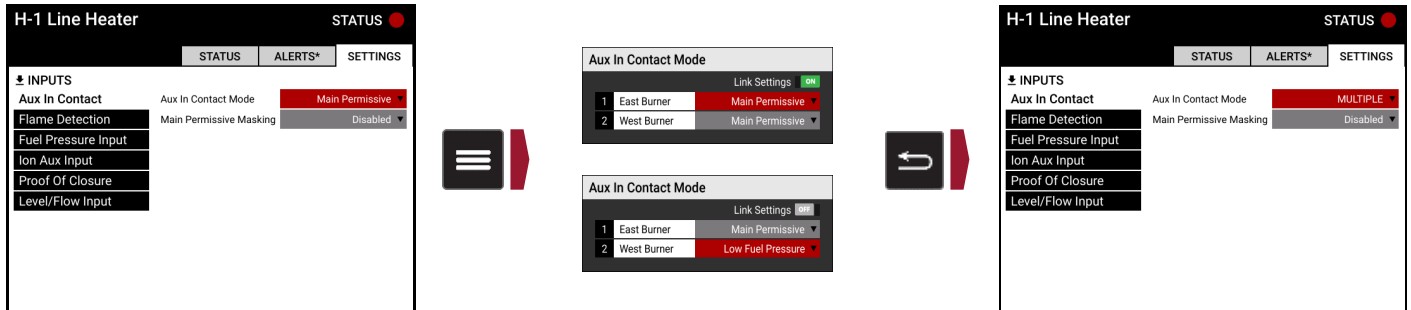 H-1 Line Heater STATUS
STATUS ALERTS* SETTINGS
INPUTS
Aux In Contact Aux In Contact Mode Main Permissive
Flame Detection Main Permissive Masking Disabled
Fuel Pressure Input
Ion Aux Input
Proof Of Closure
Level/Flow Input
Aux In Contact Mode
Link Settings ON
1 East Burner Main Permissive
2 West Burner Main Permissive
Aux In Contact Mode
Link Settings OFF
1 East Burner Main Permissive
2 West Burner Low Fuel Pressure
H-1 Line Heater STATUS
STATUS ALERTS* SETTINGS
INPUTS
Aux In Contact Aux In Contact Mode MULTIPLE
Flame Detection Main Permissive Masking Disabled
Fuel Pressure Input
Ion Aux Input
Proof Of Closure
Level/Flow Input